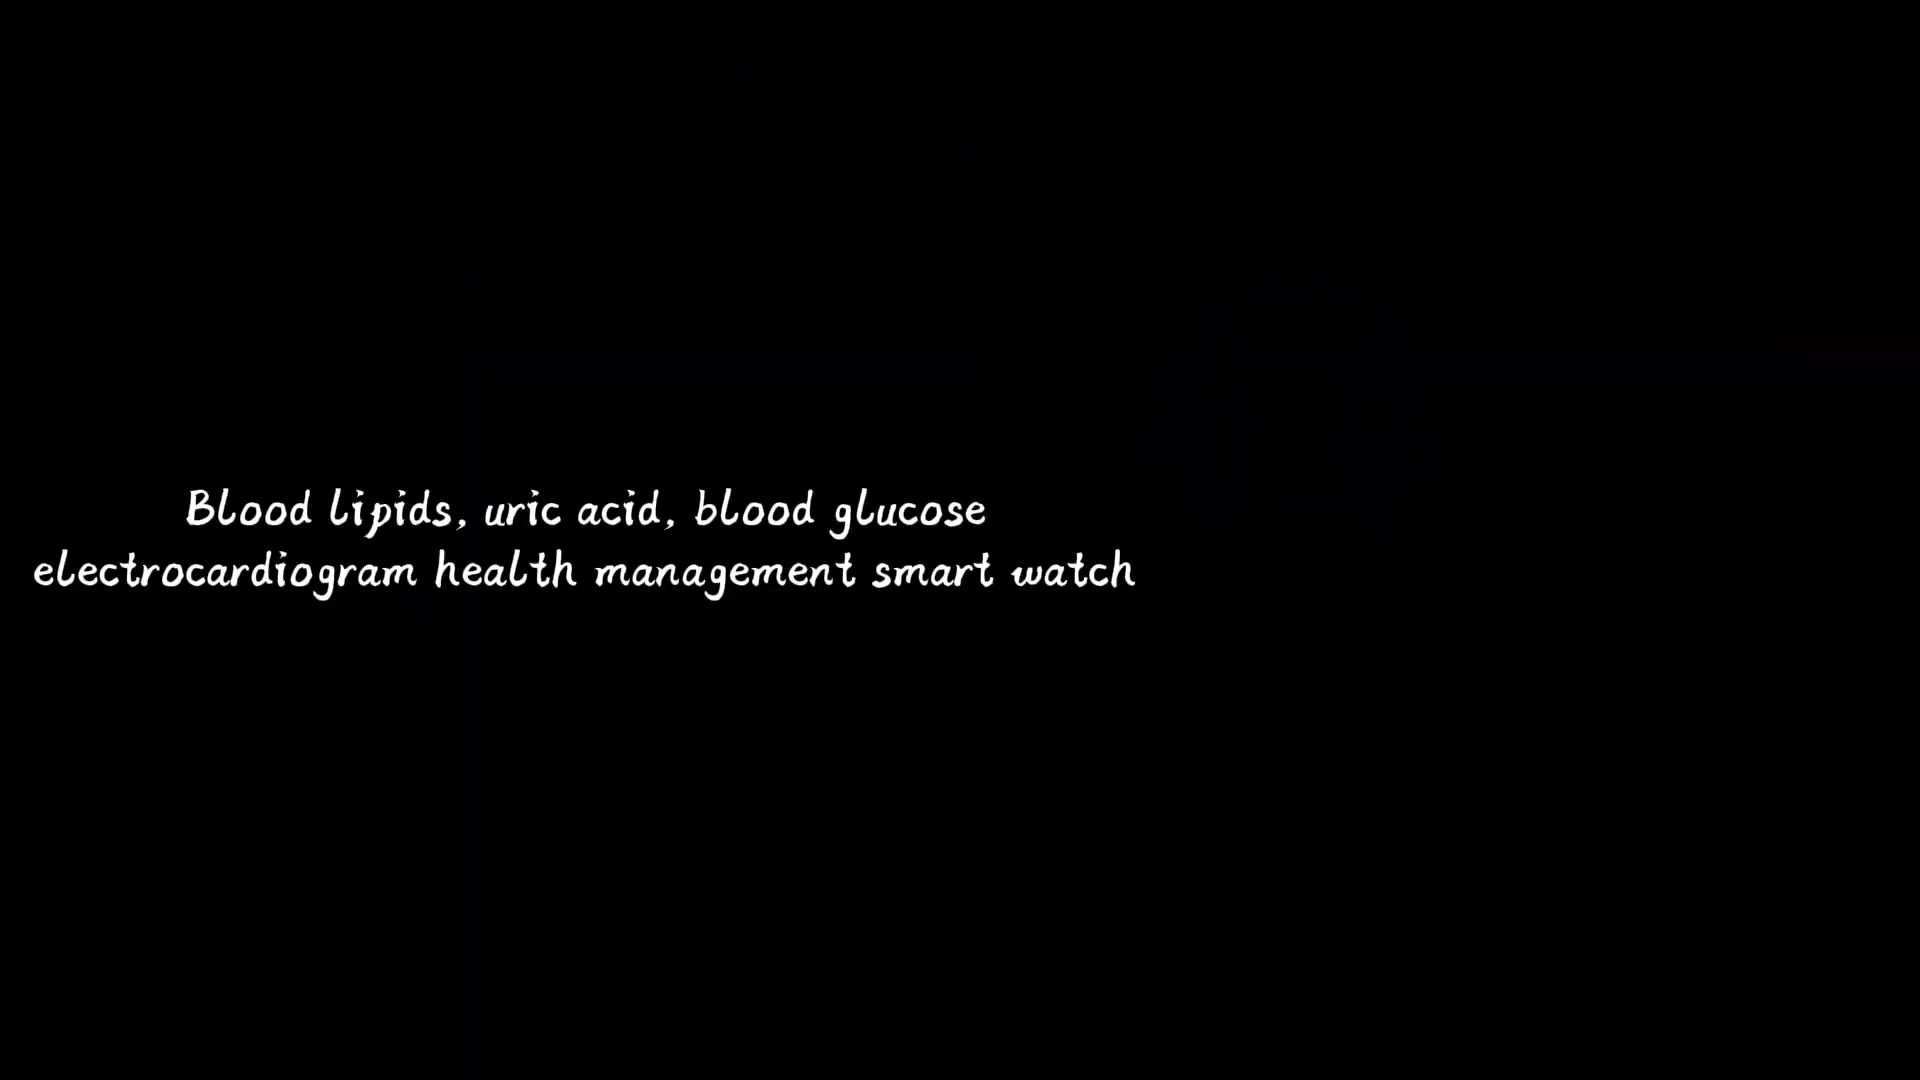 Blood lipids, uric acid, blood glucose
electrocardiogram health management smart watch